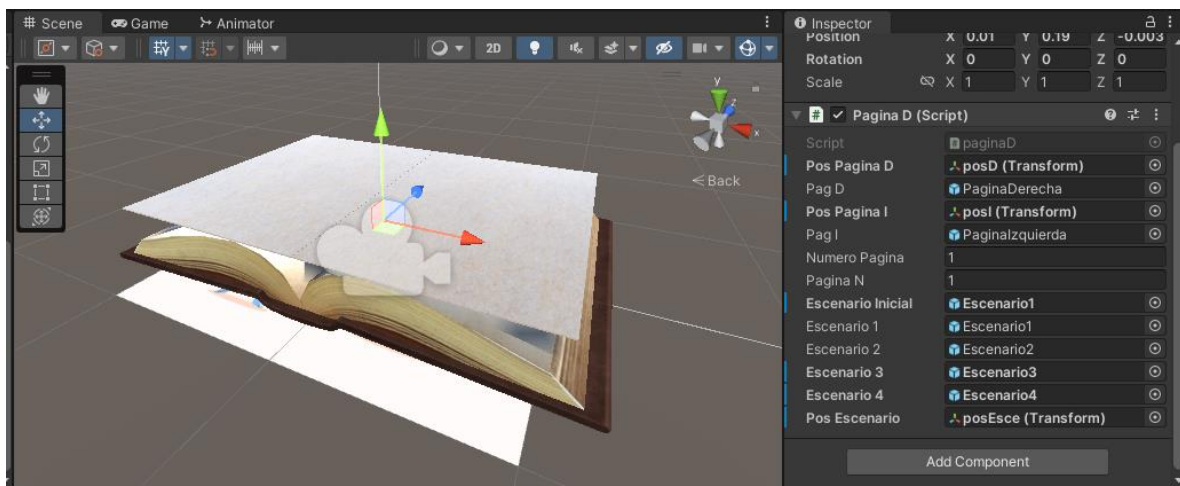 Scene Game Animator
2D
y
x
z
Back
Inspector
Position X 0.01 Y 0.19 Z -0.003
Rotation X 0 Y 0 Z 0
Scale X 1 Y 1 Z 1
# Pagina D (Script)
Script paginaD
Pos Pagina D posD (Transform)
Pag D PaginaDerecha
Pos Pagina I posI (Transform)
Pag I PaginaIzquierda
Numero Pagina 1
Pagina N 1
Escenario Inicial Escenario1
Escenario 1 Escenario1
Escenario 2 Escenario2
Escenario 3 Escenario3
Escenario 4 Escenario4
Pos Escenario posEsce (Transform)
Add Component